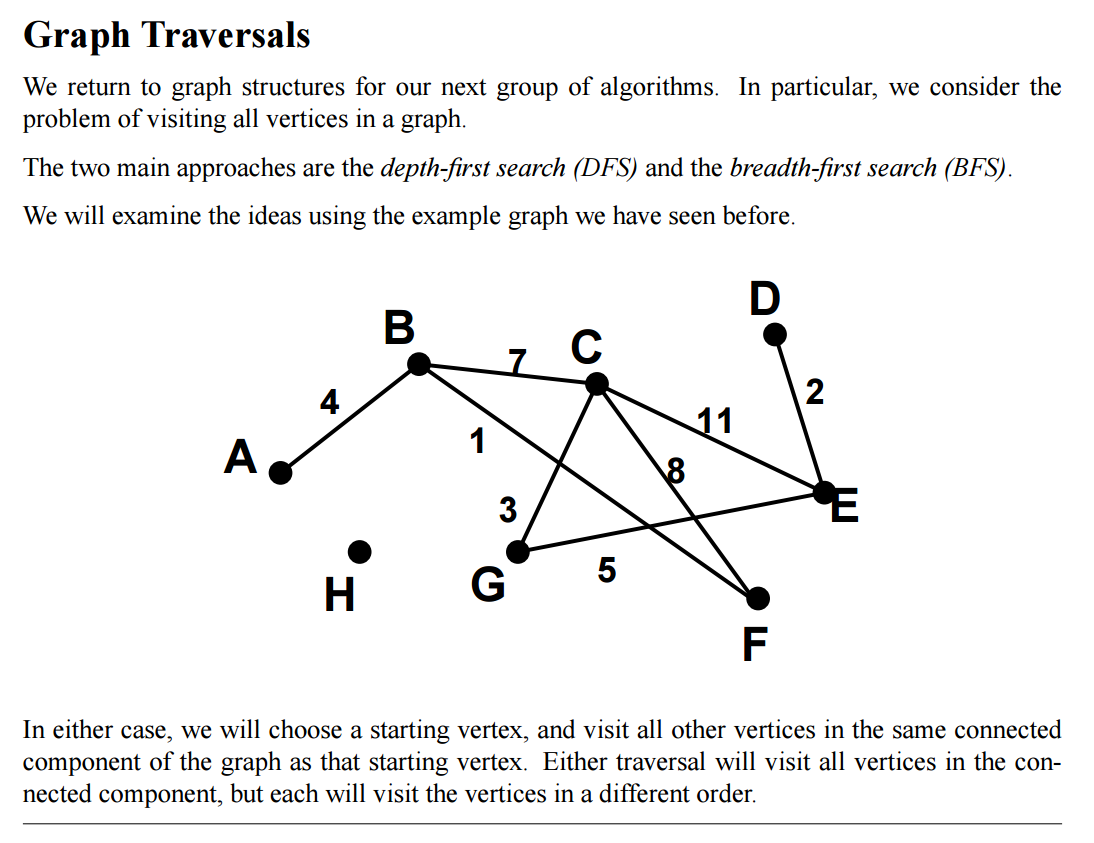 Graph Traversals
We return to graph structures for our next group of algorithms. In particular, we consider the
problem of visiting all vertices in a graph.
The two main approaches are the depth-first search (DFS) and the breadth-first search (BFS).
We will examine the ideas using the example graph we have seen before.
D
B
C
7
2
4
11
1
A
8
3
E
5
G
H
F
In either case, we will choose a starting vertex, and visit all other vertices in the same connected
component of the graph as that starting vertex. Either traversal will visit all vertices in the con-
nected component, but each will visit the vertices in a different order.